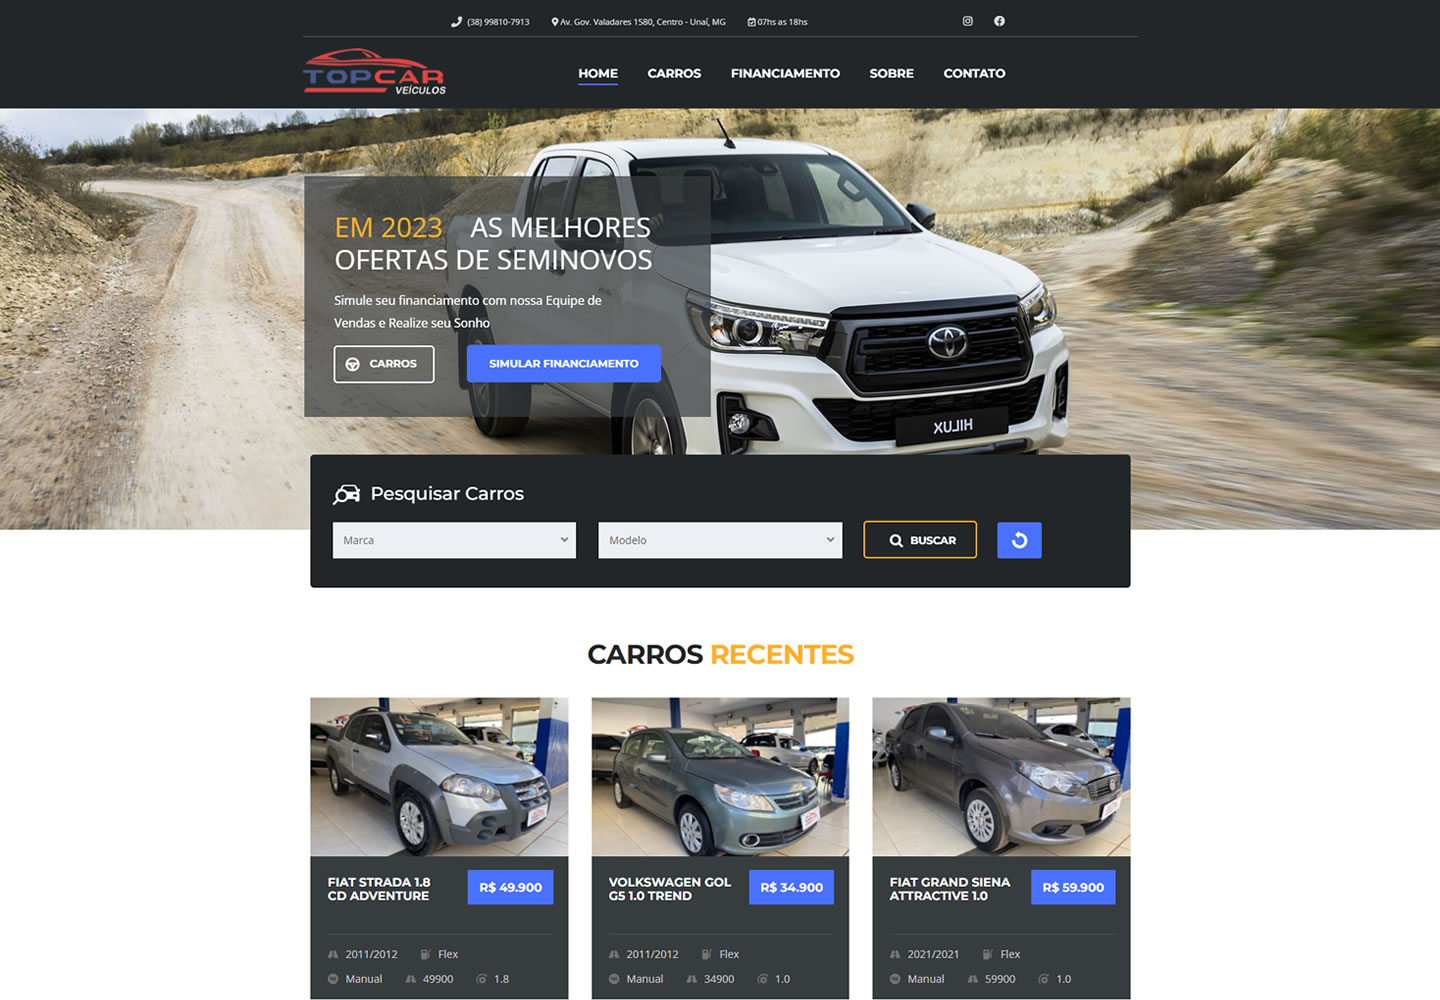 (38) 99810-7913 Av. Gov. Valadares 1580, Centro - Unaí, MG 07hs as 18hs
TOPCAR
VEÍCULOS
HOME CARROS FINANCIAMENTO SOBRE CONTATO
EM 2023 AS MELHORES
OFERTAS DE SEMINOVOS
Simule seu financiamento com nossa Equipe de
Vendas e Realize seu Sonho
CARROS SIMULAR FINANCIAMENTO
HILUX
Pesquisar Carros
Marca Modelo BUSCAR
CARROS RECENTES
FIAT STRADA 1.8
CD ADVENTURE
R$ 49.900
2011/2012 Flex
Manual 49900 1.8
VOLKSWAGEN GOL
G5 1.0 TREND
R$ 34.900
2011/2012 Flex
Manual 34900 1.0
FIAT GRAND SIENA
ATTRACTIVE 1.0
R$ 59.900
2021/2021 Flex
Manual 59900 1.0